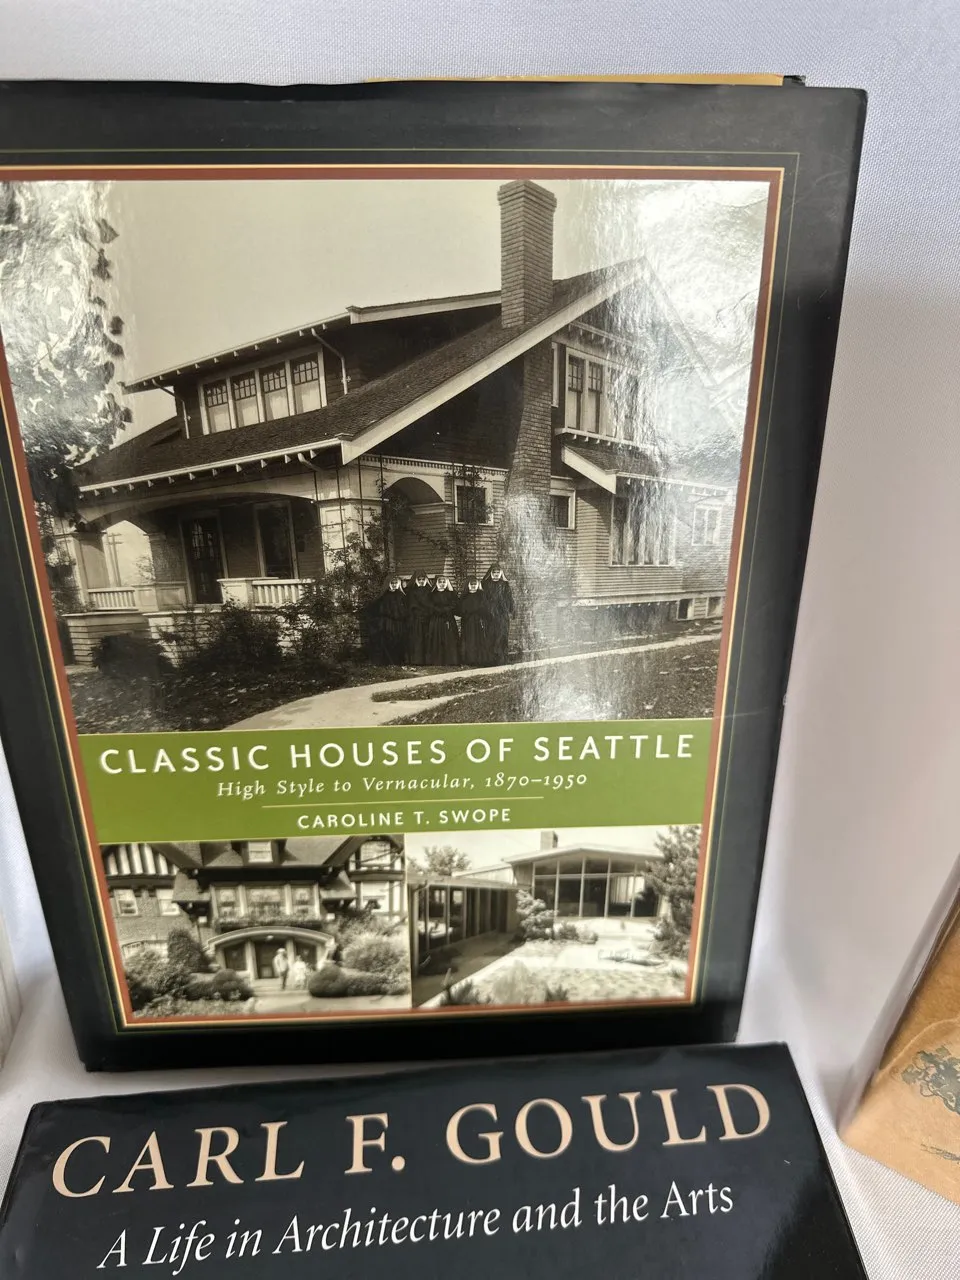 CLASSIC HOUSES OF SEATTLE
High Style to Vernacular, 1870–1950
CAROLINE T. SWOPE
CARL F. GOULD
A Life in Architecture and the Arts